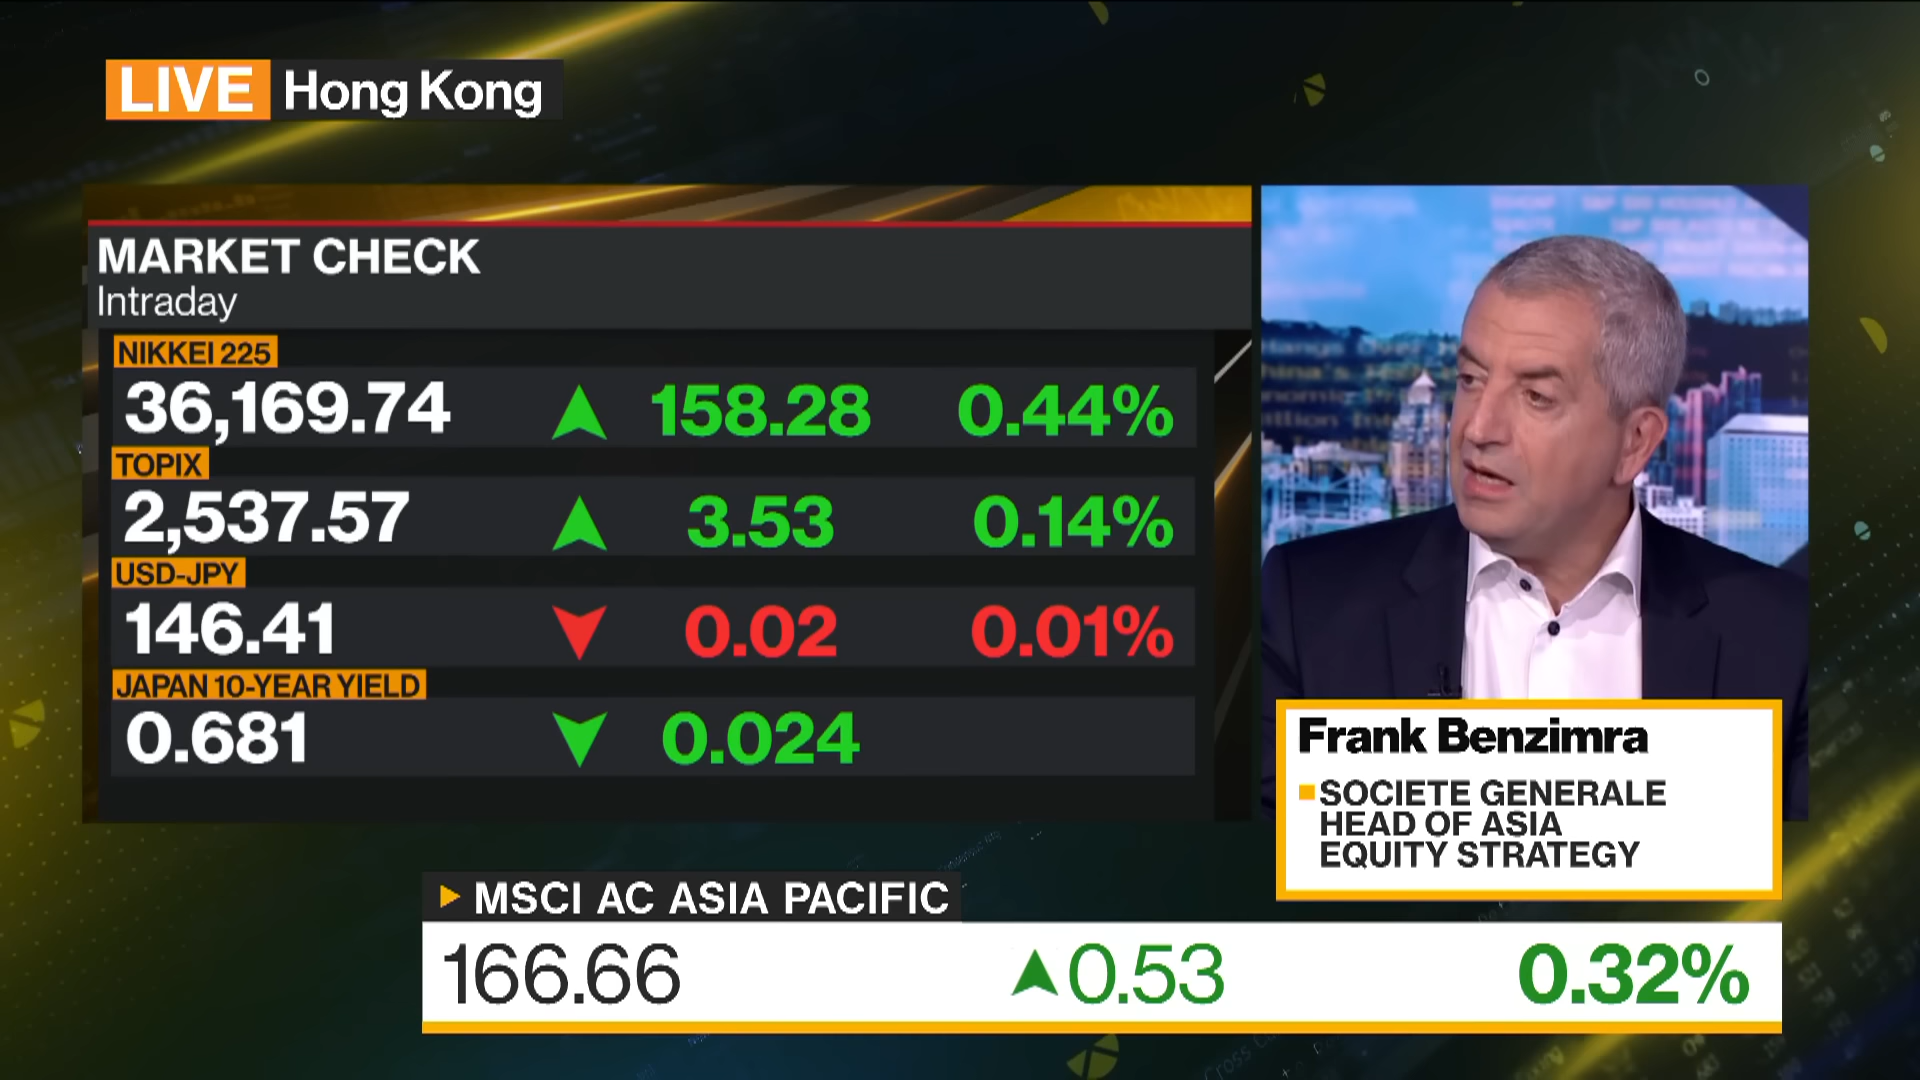 LIVE Hong Kong
MARKET CHECK
Intraday
NIKKEI 225
36,169.74 ▲ 158.28 0.44%
TOPIX
2,537.57 ▲ 3.53 0.14%
USD-JPY
146.41 ▼ 0.02 0.01%
JAPAN 10-YEAR YIELD
0.681 ▼ 0.024
Frank Benzimra
SOCIETE GENERALE
HEAD OF ASIA
EQUITY STRATEGY
MSCI AC ASIA PACIFIC
166.66 ▲ 0.53 0.32%